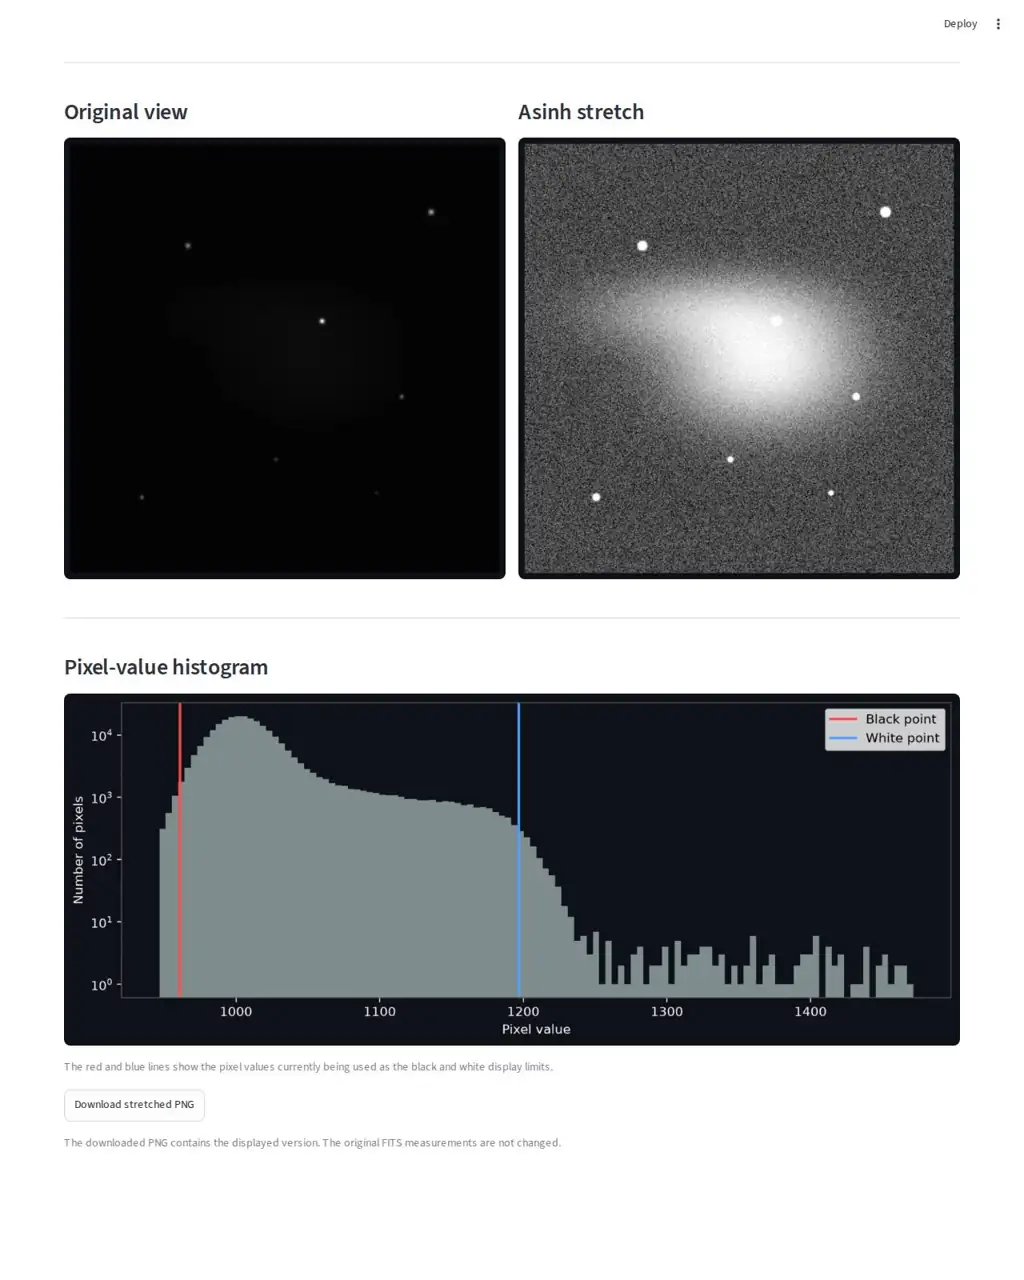 Deploy
Original view
Asinh stretch
Pixel-value histogram
Black point
White point
10⁴
10³
10²
10¹
10⁰
Number of pixels
1000 1100 1200 1300 1400
Pixel value
The red and blue lines show the pixel values currently being used as the black and white display limits.
Download stretched PNG
The downloaded PNG contains the displayed version. The original FITS measurements are not changed.